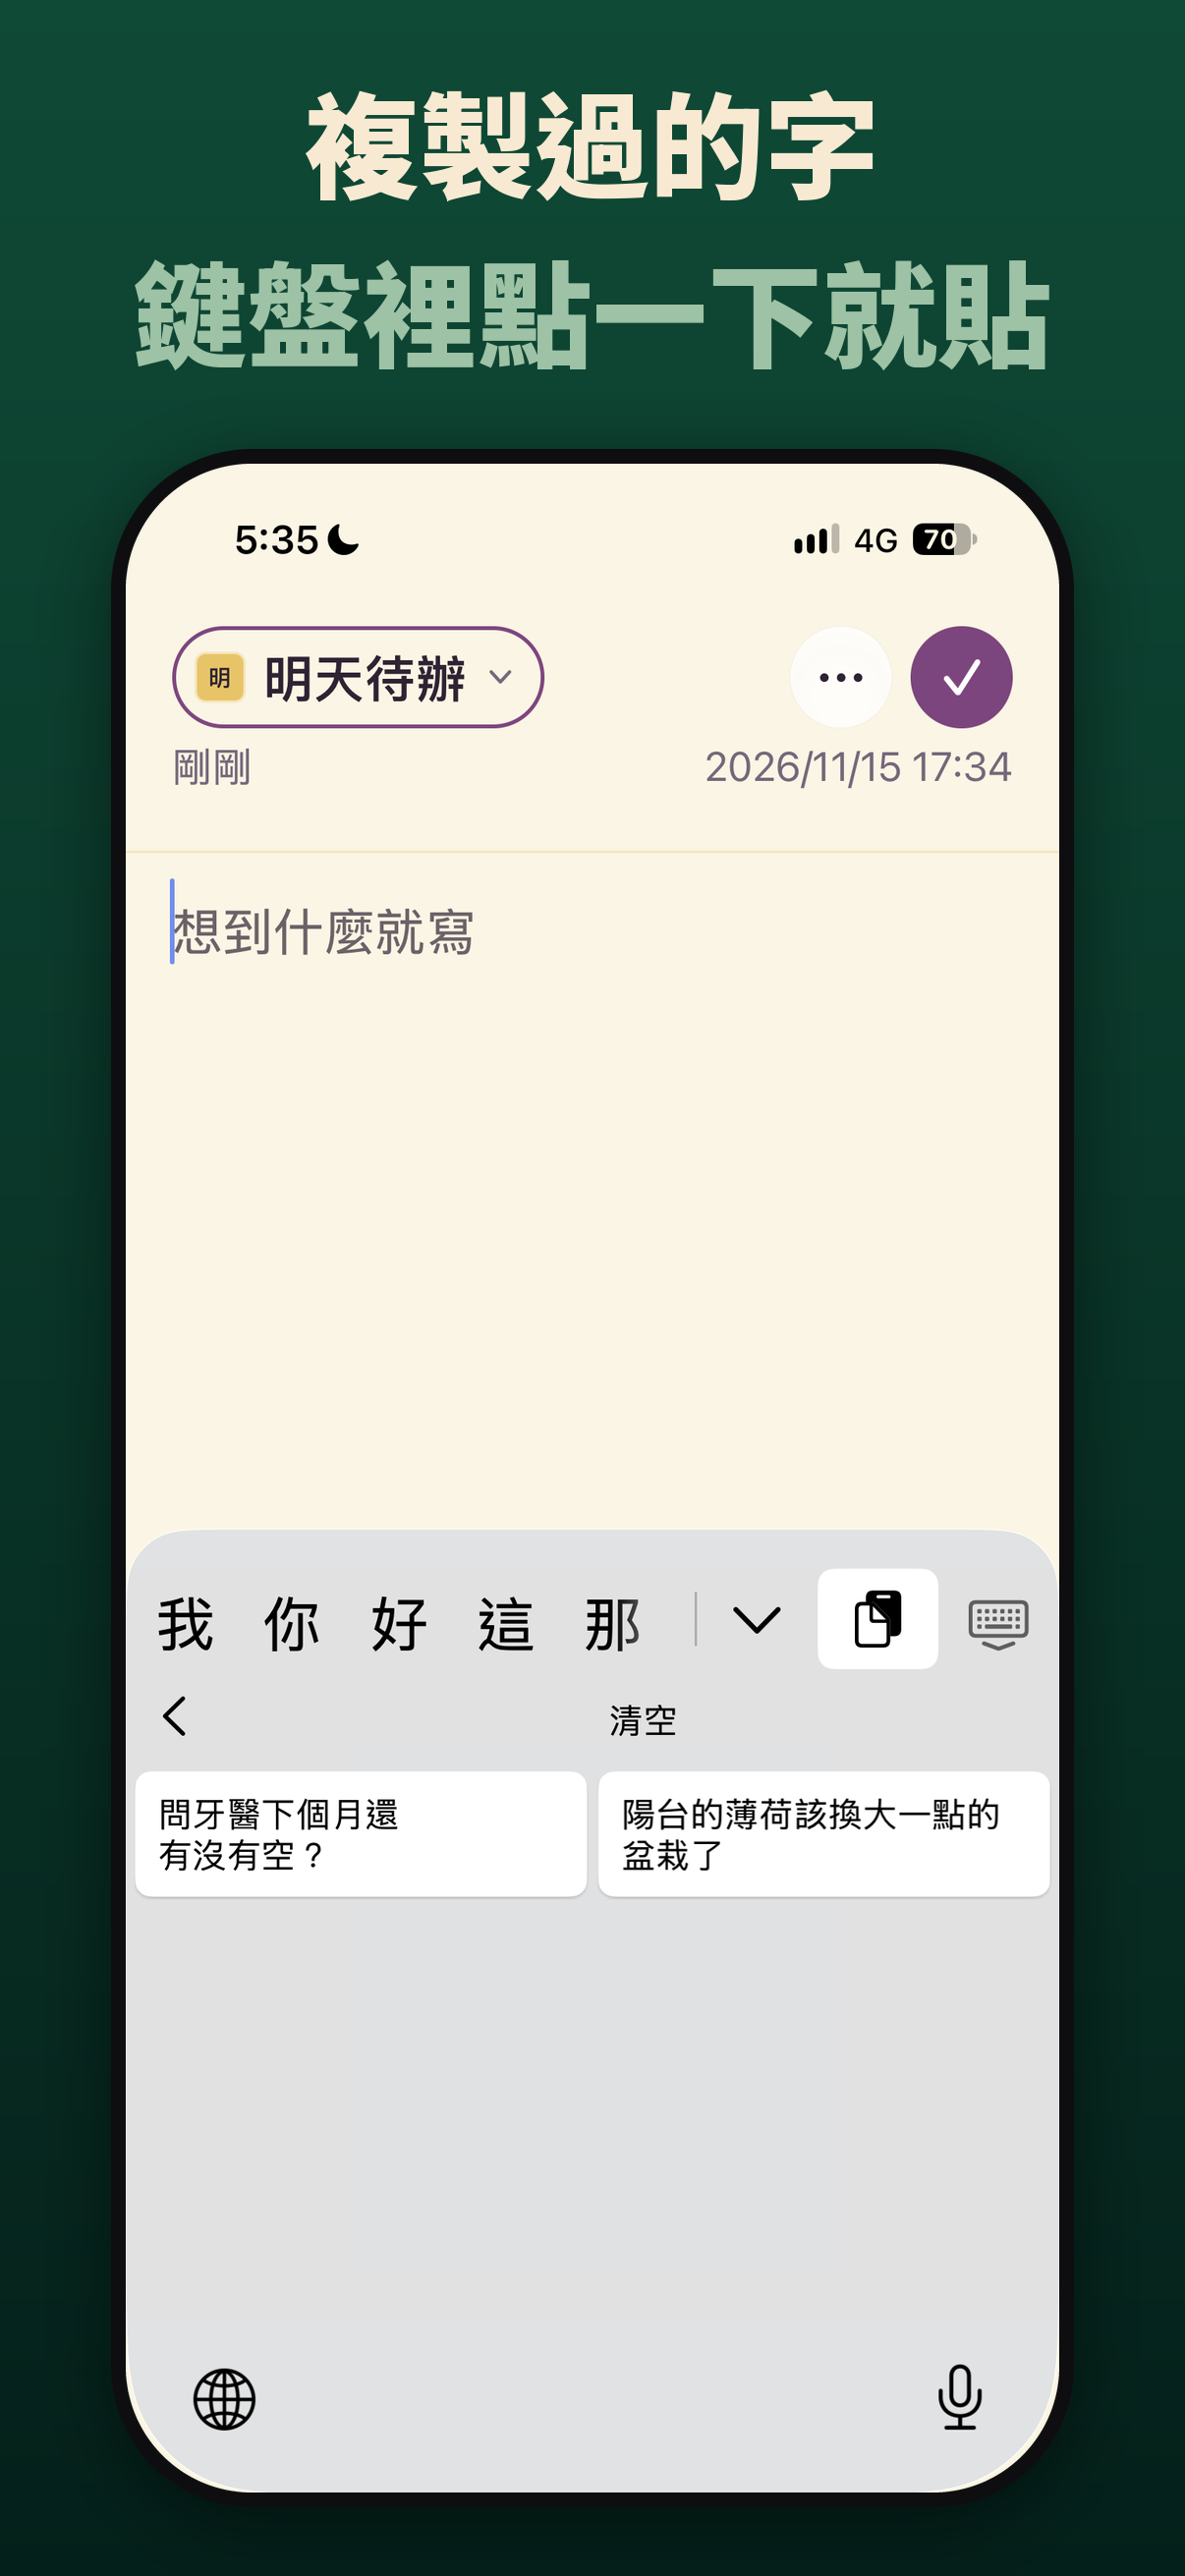 複製過的字
鍵盤裡點一下就貼
5:35 4G 70
明 明天待辦
剛剛 2026/11/15 17:34
想到什麼就寫
我 你 好 這 那
清空
問牙醫下個月還
有沒有空？
陽台的薄荷該換大一點的
盆栽了